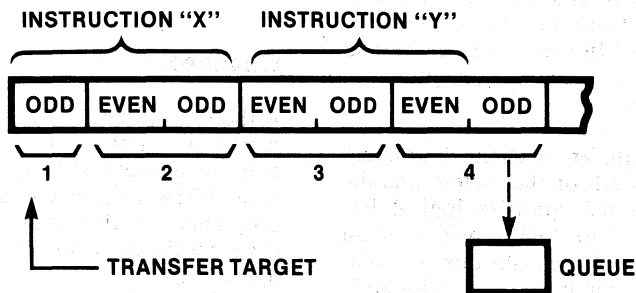 INSTRUCTION “X” INSTRUCTION “Y”
ODD EVEN ODD EVEN ODD EVEN ODD
1 2 3 4
TRANSFER TARGET QUEUE